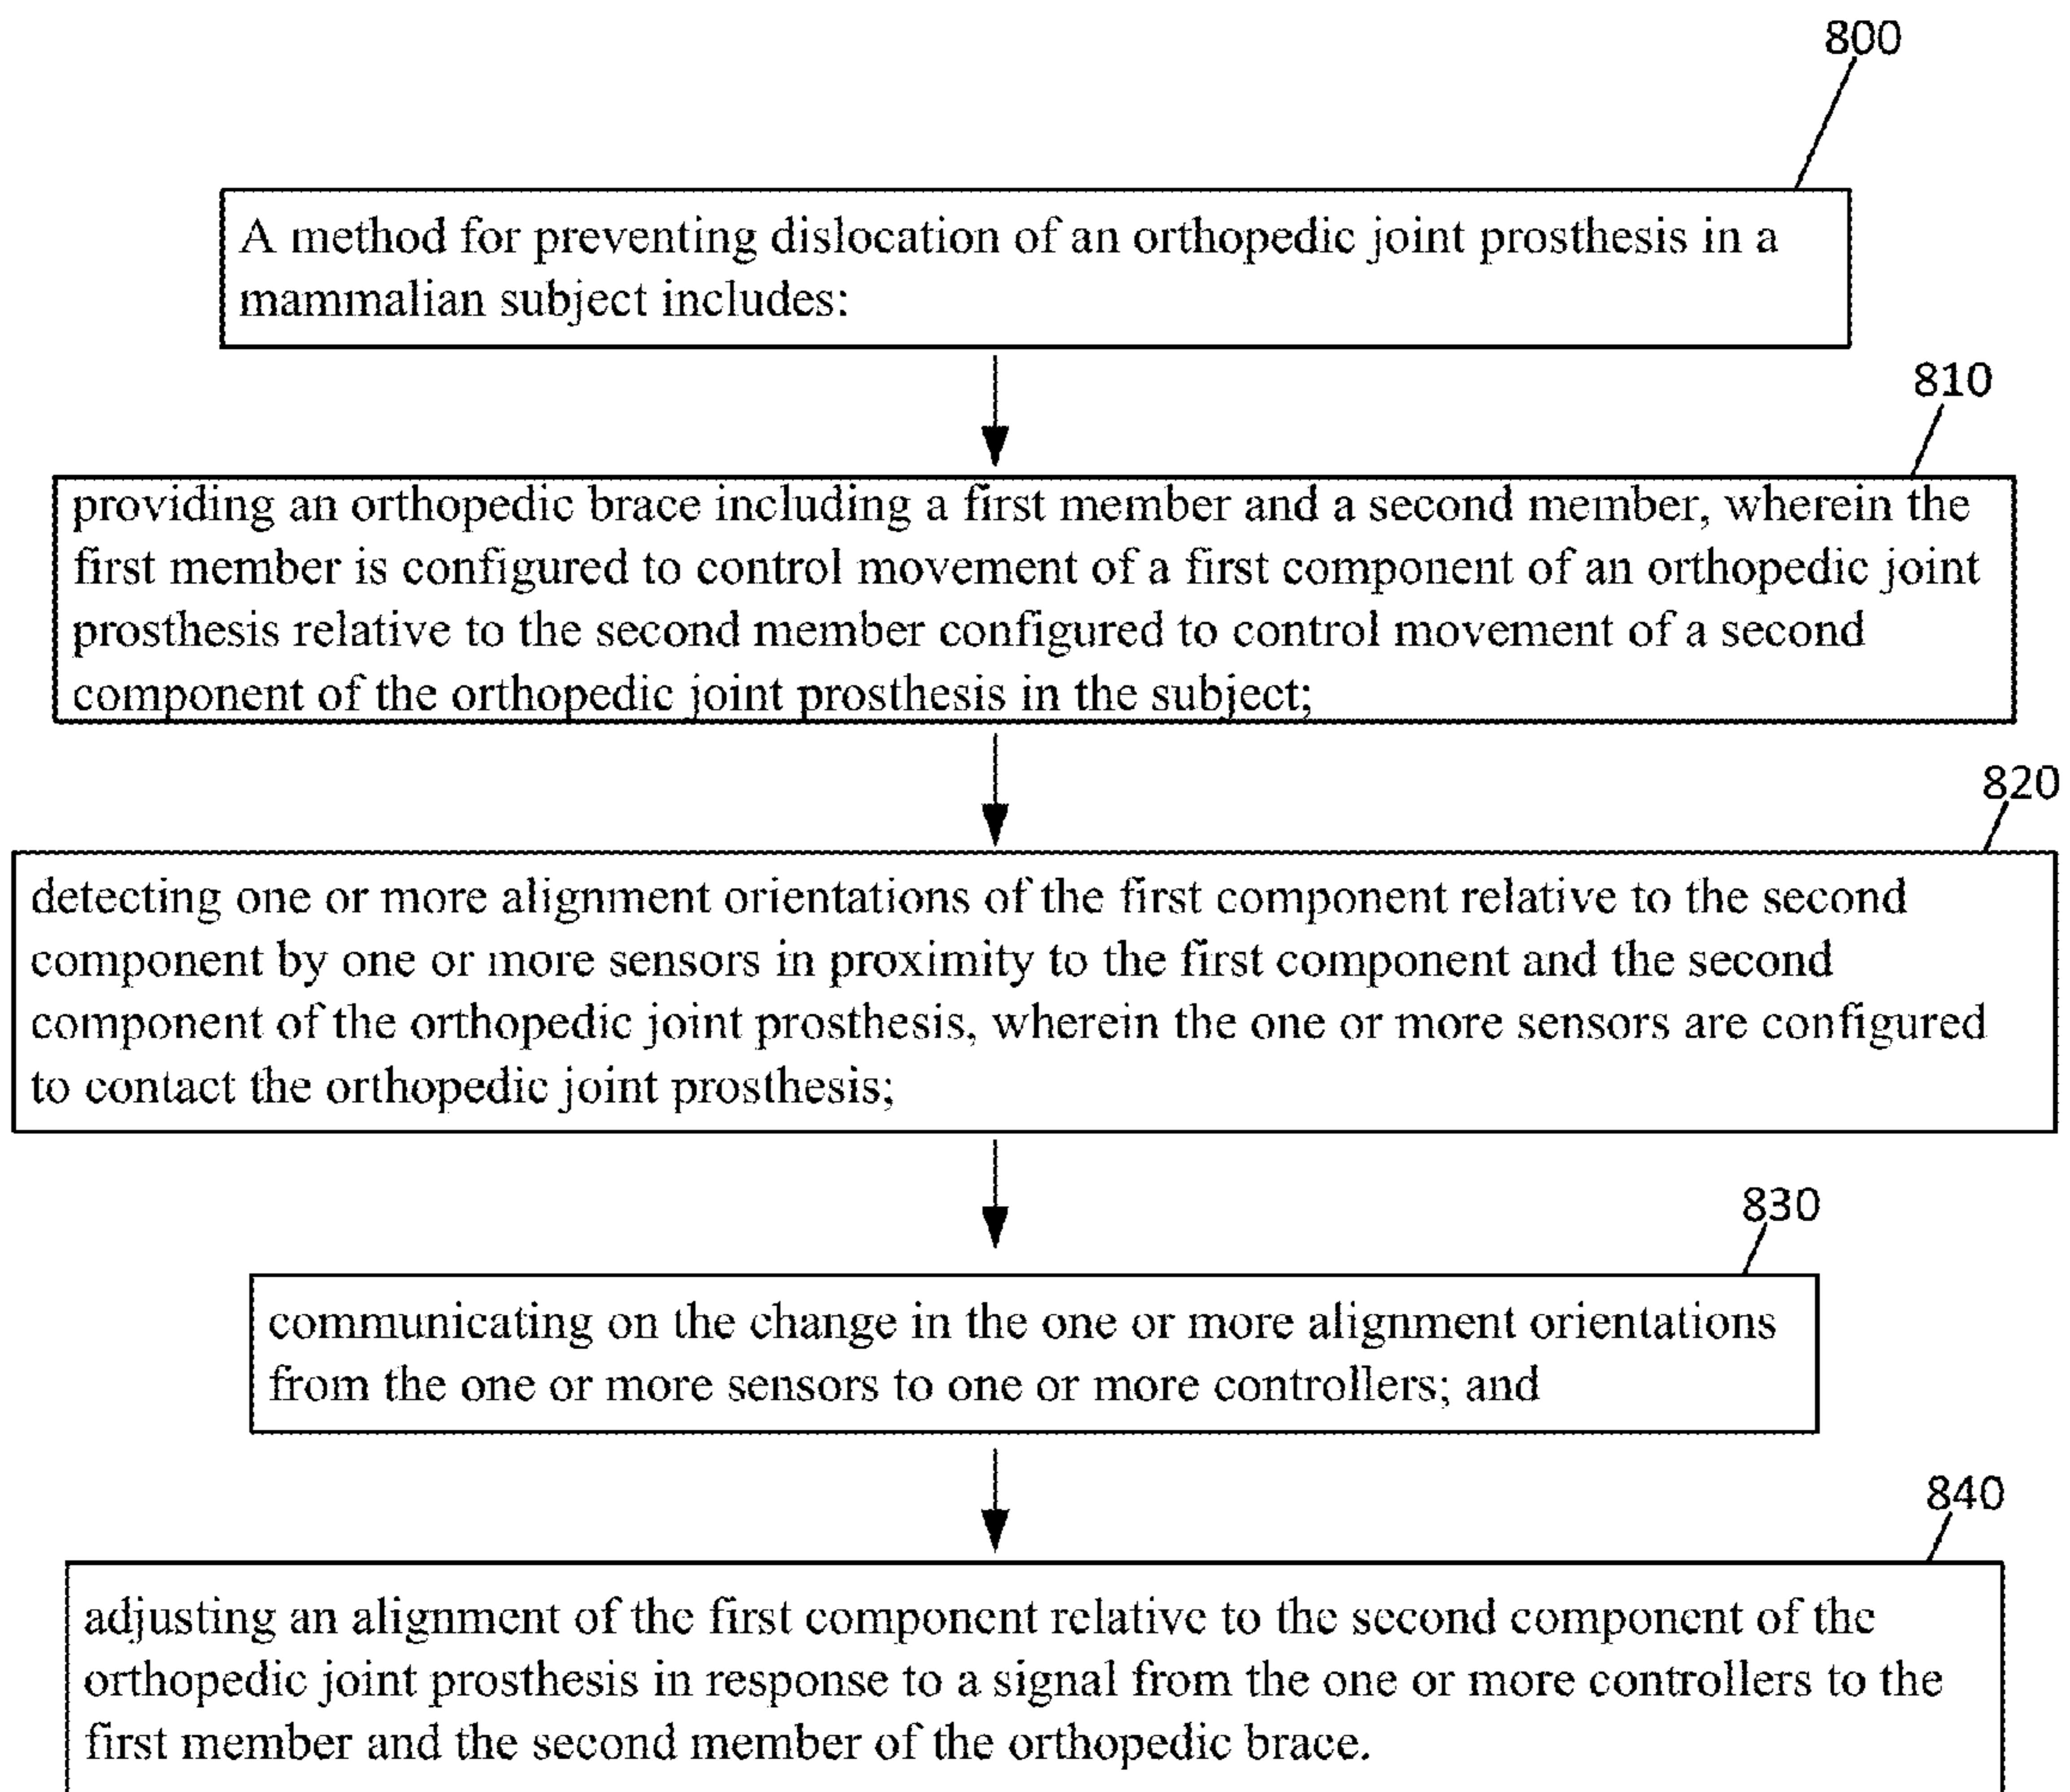 800
A method for preventing dislocation of an orthopedic joint prosthesis in a
mammalian subject includes:
810
providing an orthopedic brace including a first member and a second member, wherein the
first member is configured to control movement of a first component of an orthopedic joint
prosthesis relative to the second member configured to control movement of a second
component of the orthopedic joint prosthesis in the subject;
820
detecting one or more alignment orientations of the first component relative to the second
component by one or more sensors in proximity to the first component and the second
component of the orthopedic joint prosthesis, wherein the one or more sensors are configured
to contact the orthopedic joint prosthesis;
830
communicating on the change in the one or more alignment orientations
from the one or more sensors to one or more controllers; and
840
adjusting an alignment of the first component relative to the second component of the
orthopedic joint prosthesis in response to a signal from the one or more controllers to the
first member and the second member of the orthopedic brace.